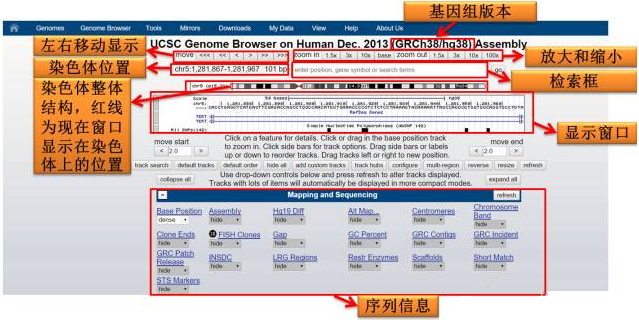 基因组版本
Genomes Genome Browser Tools Mirrors Downloads My Data View Help About Us
左右移动显示
UCSC Genome Browser on Human Dec. 2013 (GRCh38/hg38) Assembly
move <<< << < > >> >>> zoom in 1.5x 3x 10x base zoom out 1.5x 3x 10x 100x
放大和缩小
染色体位置
chr5:1,281,867-1,281,967 101 bp
enter position, gene symbol or search terms
go
检索框
染色体整体
结构，红线
为现在窗口
显示在染色
体上的位置
Scale
hg38
RefSeq Genes
TERT
TERT
显示窗口
move start
Click on a feature for details. Click or drag in the base position track
to zoom in. Click side bars for track options. Drag side bars or labels
up or down to reorder tracks. Drag tracks left or right to new position.
move end
< 2.0 >
< 2.0 >
track search default tracks default order hide all add custom tracks track hubs configure multi-region reverse resize refresh
collapse all
Use drop-down controls below and press refresh to alter tracks displayed.
Tracks with lots of items will automatically be displayed in more compact modes.
expand all
- Mapping and Sequencing refresh
Base Position Assembly Hg19 Diff Alt Map... Centromeres Chromosome Band
dense hide hide hide hide hide
Clone Ends FISH Clones Gap GC Percent GRC Contigs GRC Incident
hide hide hide hide hide hide
GRC Patch Release INSDC LRG Regions Restr Enzymes Scaffolds Short Match
hide hide hide hide hide hide
STS Markers
hide
序列信息